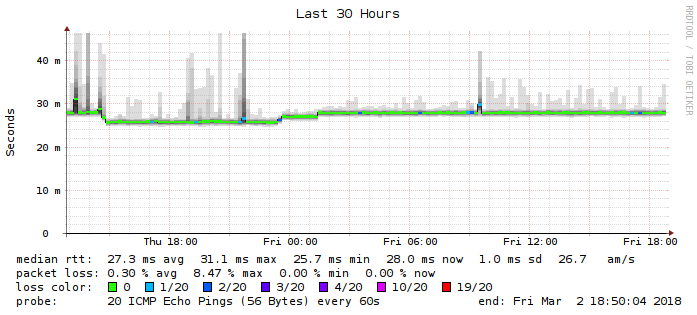 Last 30 Hours
RRDTOOL / TOBI OETIKER
Seconds
40 m
30 m
20 m
10 m
0
Thu 18:00 Fri 00:00 Fri 06:00 Fri 12:00 Fri 18:00
median rtt: 27.3 ms avg 31.1 ms max 25.7 ms min 28.0 ms now 1.0 ms sd 26.7 am/s
packet loss: 0.30 % avg 8.47 % max 0.00 % min 0.00 % now
loss color: 0 1/20 2/20 3/20 4/20 10/20 19/20
probe: 20 ICMP Echo Pings (56 Bytes) every 60s end: Fri Mar 2 18:50:04 2018